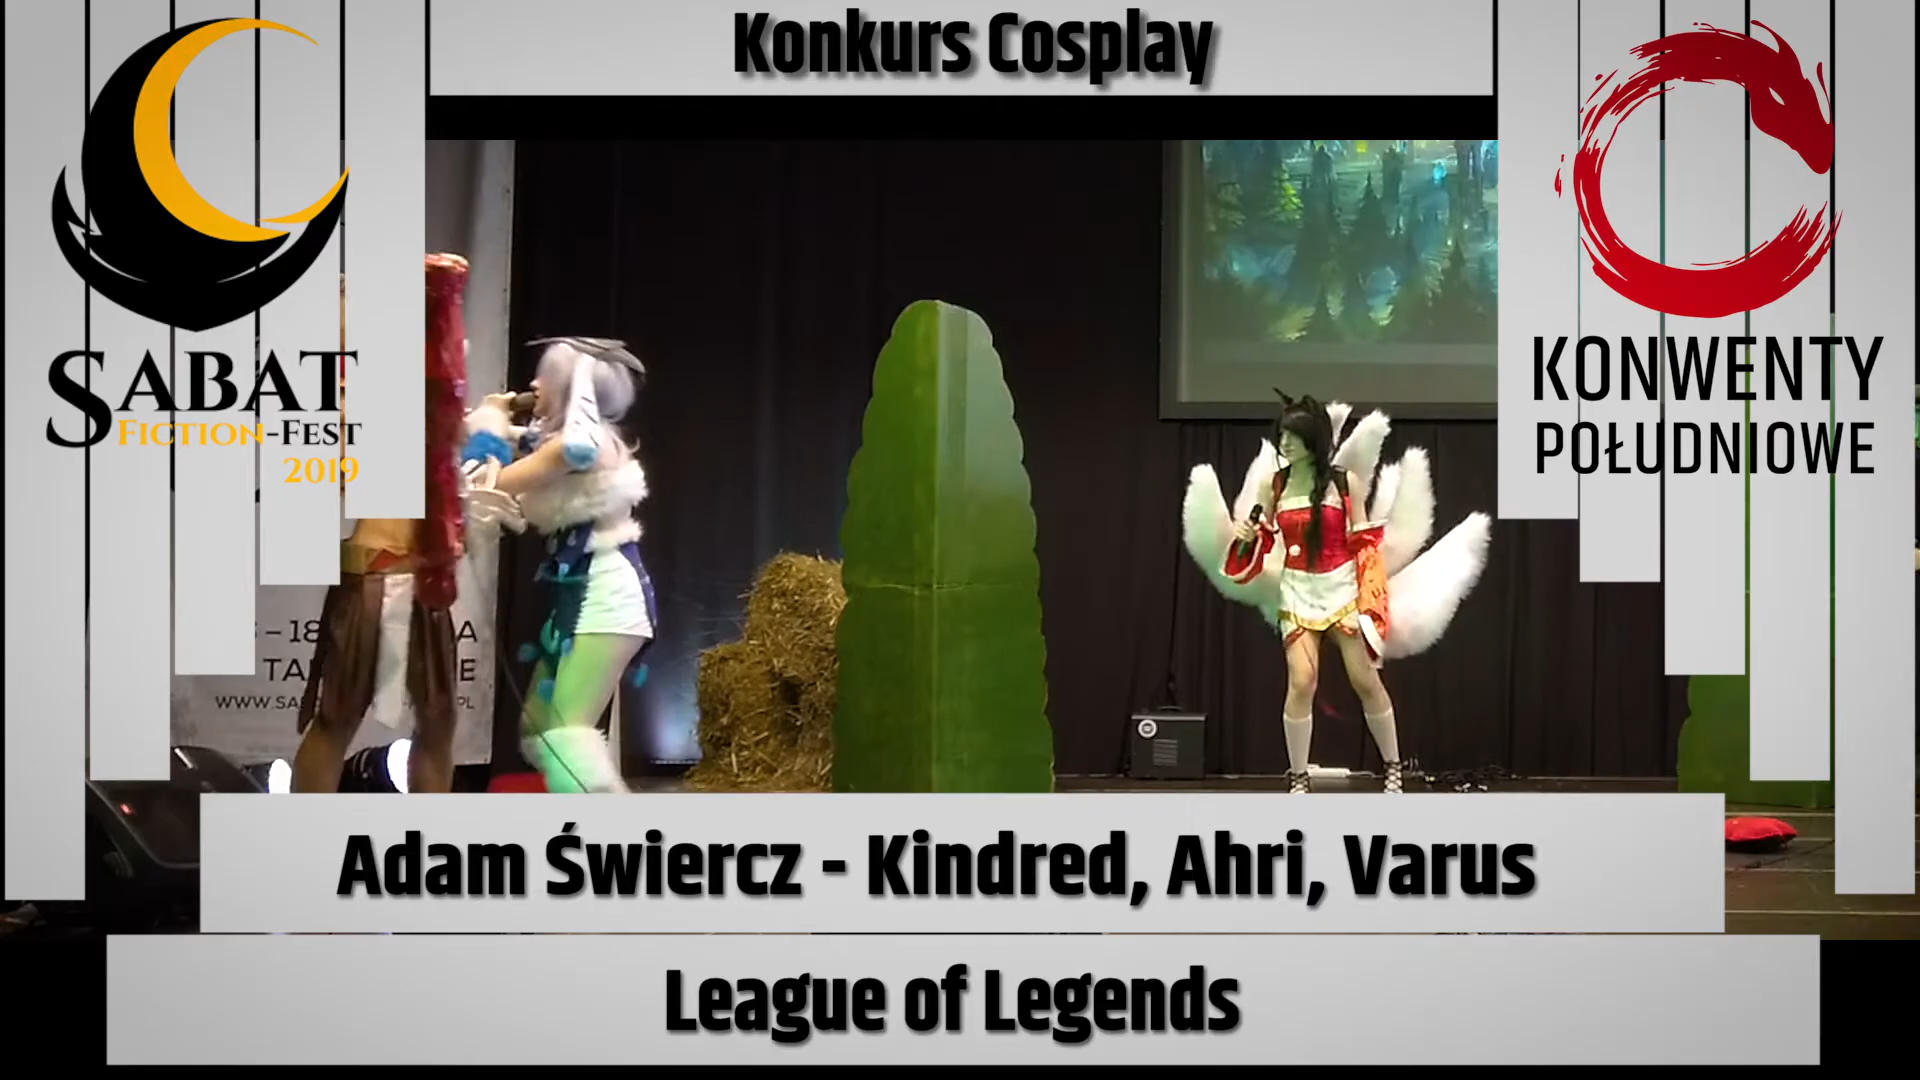 Konkurs Cosplay
SABAT
FICTION-FEST
2019
KONWENTY
POŁUDNIOWE
Adam Świercz - Kindred, Ahri, Varus
League of Legends